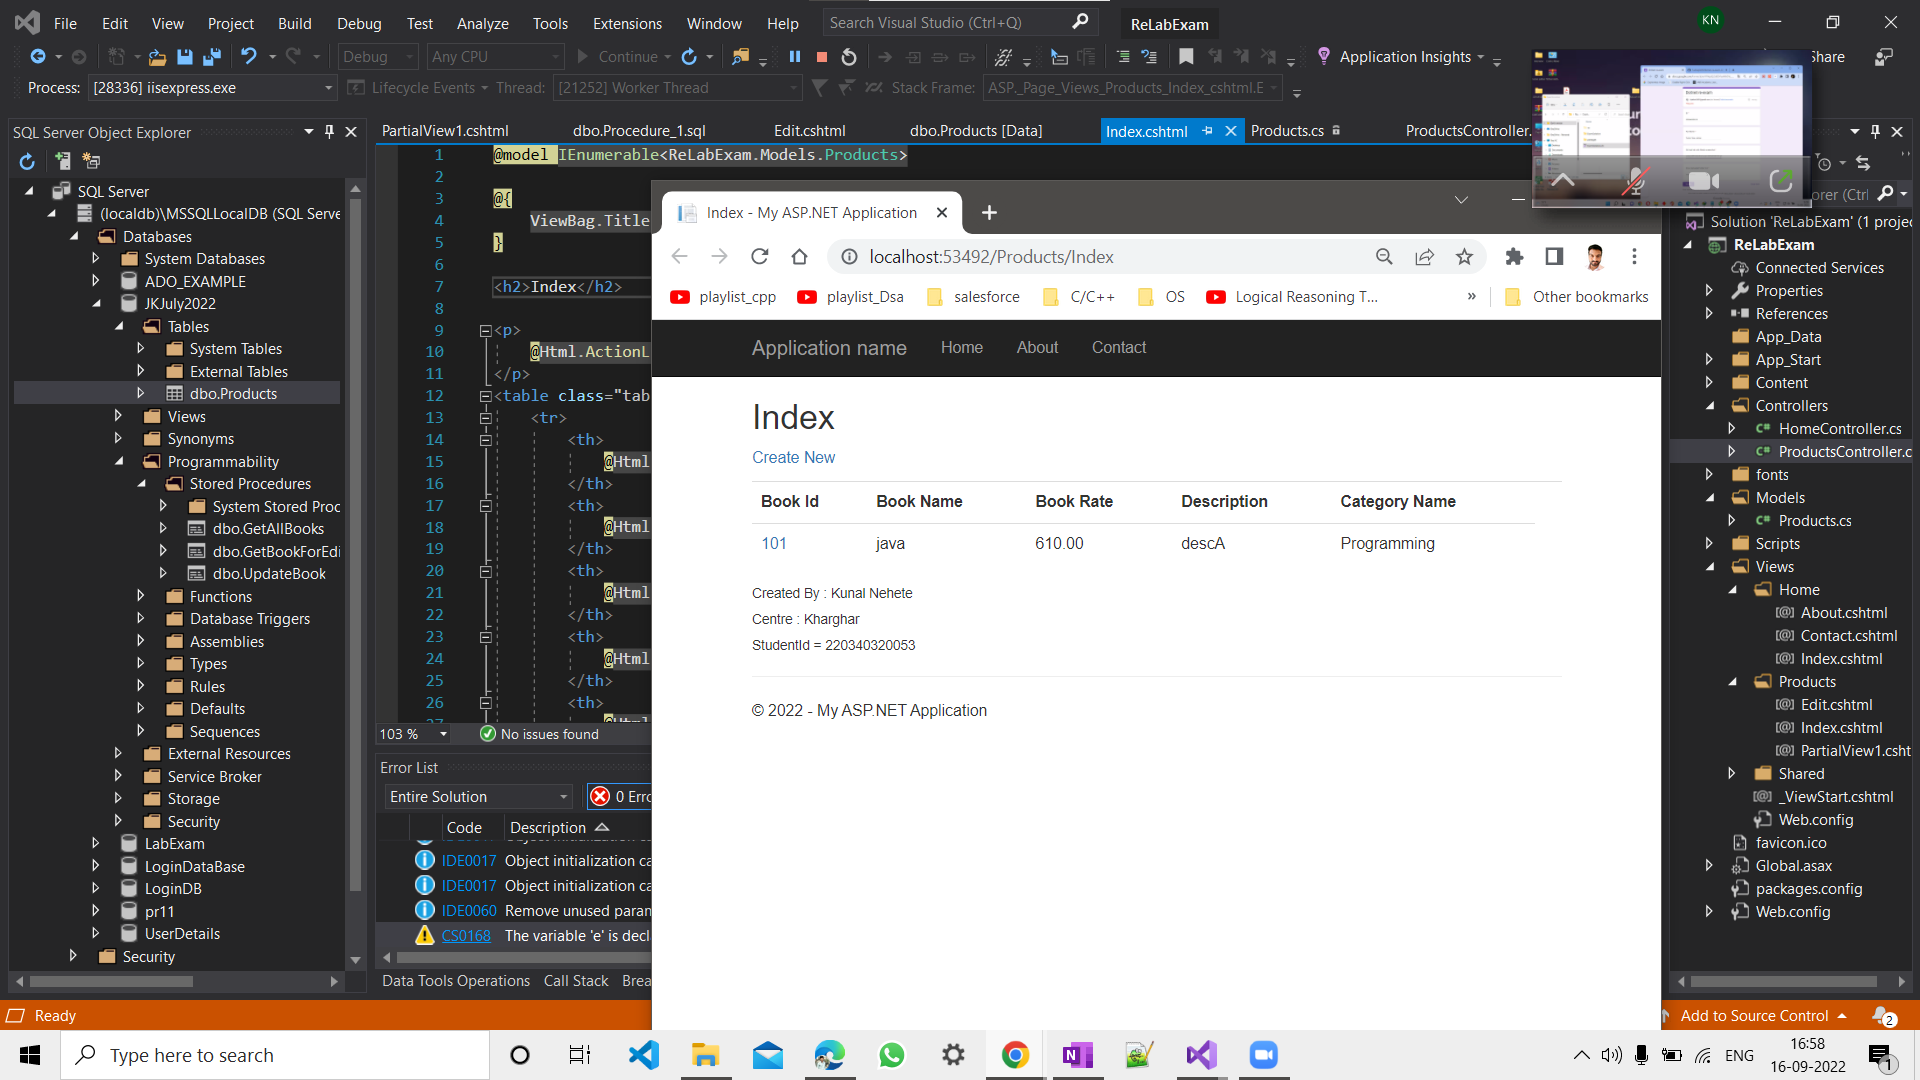 File Edit View Project Build Debug Test Analyze Tools Extensions Window Help Search Visual Studio (Ctrl+Q) ReLabExam KN
Debug Any CPU Continue Application Insights Share
Process: [28336] iisexpress.exe Lifecycle Events Thread: [21252] Worker Thread Stack Frame: ASP._Page_Views_Products_Index_cshtml.E
SQL Server Object Explorer
SQL Server
(localdb)\MSSQLLocalDB (SQL Serve
Databases
System Databases
ADO_EXAMPLE
JKJuly2022
Tables
System Tables
External Tables
dbo.Products
Views
Synonyms
Programmability
Stored Procedures
System Stored Proc
dbo.GetAllBooks
dbo.GetBookForEdi
dbo.UpdateBook
Functions
Database Triggers
Assemblies
Types
Rules
Defaults
Sequences
External Resources
Service Broker
Storage
Security
LabExam
LoginDataBase
LoginDB
pr11
UserDetails
Security
PartialView1.cshtml dbo.Procedure_1.sql Edit.cshtml dbo.Products [Data] Index.cshtml Products.cs ProductsController.
1 @model IEnumerable<ReLabExam.Models.Products>
2
3 @{
4 ViewBag.Title
5 }
6
7 <h2>Index</h2>
8
9 <p>
10 @Html.ActionL
11 </p>
12 <table class="tab
13 <tr>
14 <th>
15 @Html
16 </th>
17 <th>
18 @Html
19 </th>
20 <th>
21 @Html
22 </th>
23 <th>
24 @Html
25 </th>
26 <th>
103 % No issues found
Error List
Entire Solution 0 Erro
Code Description
IDE0017 Object initialization ca
IDE0017 Object initialization ca
IDE0060 Remove unused paran
CS0168 The variable 'e' is decl
Data Tools Operations Call Stack Brea
Index - My ASP.NET Application
localhost:53492/Products/Index
playlist_cpp playlist_Dsa salesforce C/C++ OS Logical Reasoning T... » Other bookmarks
Application name Home About Contact
Index
Create New
Book Id Book Name Book Rate Description Category Name
101 java 610.00 descA Programming
Created By : Kunal Nehete
Centre : Kharghar
StudentId = 220340320053
© 2022 - My ASP.NET Application
orer (Ctrl
Solution 'ReLabExam' (1 projec
ReLabExam
Connected Services
Properties
References
App_Data
App_Start
Content
Controllers
HomeController.cs
ProductsController.c
fonts
Models
Products.cs
Scripts
Views
Home
About.cshtml
Contact.cshtml
Index.cshtml
Products
Edit.cshtml
Index.cshtml
PartialView1.csht
Shared
_ViewStart.cshtml
Web.config
favicon.ico
Global.asax
packages.config
Web.config
Ready Add to Source Control 2
Type here to search ENG 16:58
16-09-2022 1